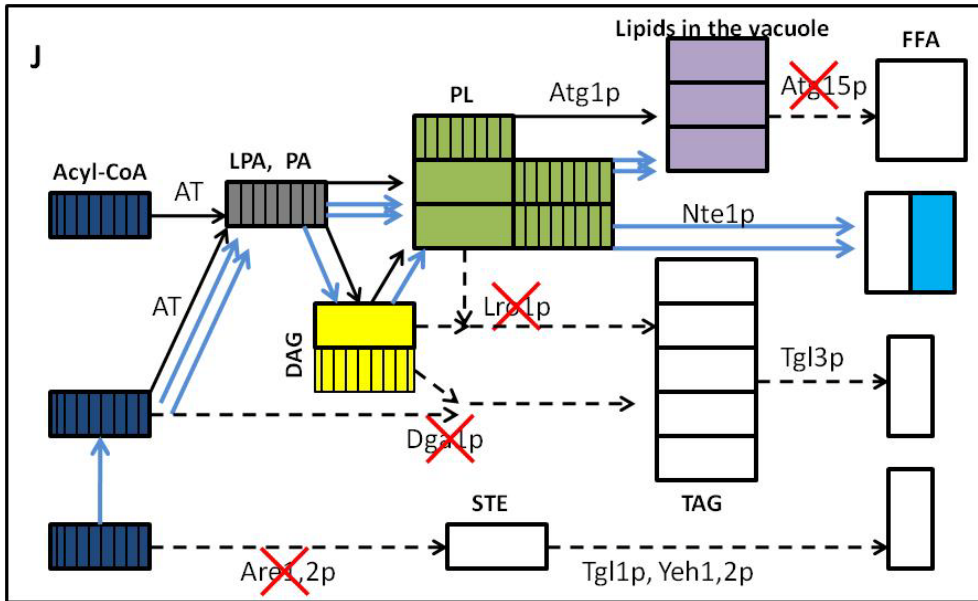 J
Lipids in the vacuole
FFA
PL
Atg1p
Atg15p
Acyl-CoA
AT
LPA, PA
Nte1p
AT
DAG
Lro1p
Tgl3p
Dga1p
STE
TAG
Are1,2p
Tgl1p, Yeh1,2p